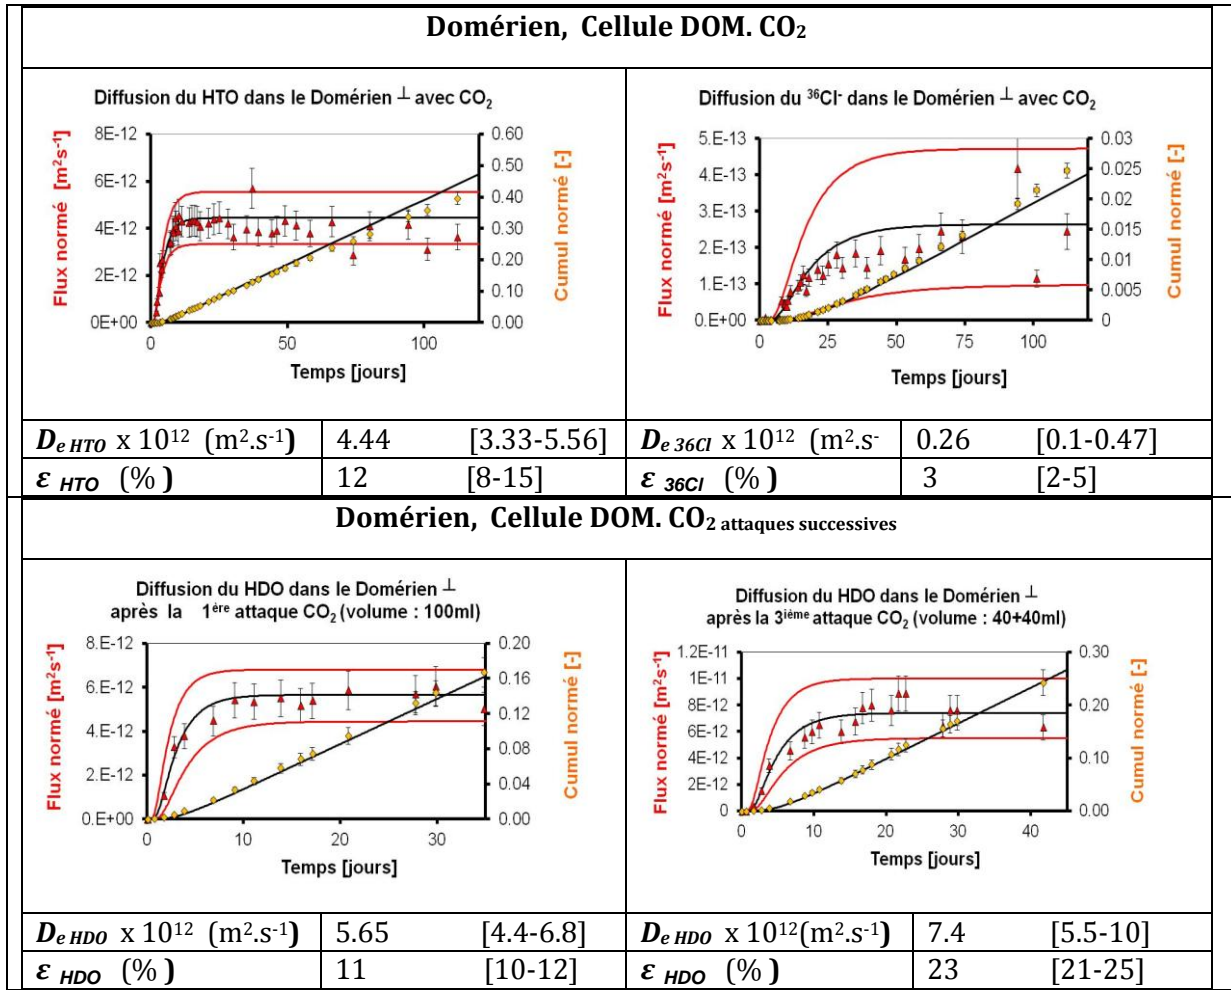 Domérien, Cellule DOM. CO₂
Diffusion du HTO dans le Domérien ⊥ avec CO₂
Flux normé [m²s⁻¹]
8E-12
6E-12
4E-12
2E-12
0E+00
0.60
0.50
0.40
0.30
0.20
0.10
0.00
Cumul normé [-]
0 50 100
Temps [jours]
Diffusion du ³⁶Cl⁻ dans le Domérien ⊥ avec CO₂
Flux normé [m²s⁻¹]
5.E-13
4.E-13
3.E-13
2.E-13
1.E-13
0.E+00
0.03
0.025
0.02
0.015
0.01
0.005
0
Cumul normé [-]
0 25 50 75 100
Temps [jours]
D e HTO x 10¹² (m².s⁻¹) 4.44 [3.33-5.56] D e 36Cl x 10¹² (m².s- 0.26 [0.1-0.47]
ε HTO (% ) 12 [8-15] ε 36Cl (% ) 3 [2-5]
Domérien, Cellule DOM. CO₂ attaques successives
Diffusion du HDO dans le Domérien ⊥
après la 1ère attaque CO₂ (volume : 100ml)
Flux normé [m²s⁻¹]
8.E-12
6.E-12
4.E-12
2.E-12
0.E+00
0.20
0.16
0.12
0.08
0.04
0.00
Cumul normé [-]
0 10 20 30
Temps [jours]
Diffusion du HDO dans le Domérien ⊥
après la 3ième attaque CO₂ (volume : 40+40ml)
Flux normé [m²s⁻¹]
1.2E-11
1E-11
8E-12
6E-12
4E-12
2E-12
0
0.30
0.20
0.10
0.00
Cumul normé [-]
0 10 20 30 40
Temps [jours]
D e HDO x 10¹² (m².s⁻¹) 5.65 [4.4-6.8] D e HDO x 10¹²(m².s⁻¹) 7.4 [5.5-10]
ε HDO (% ) 11 [10-12] ε HDO (% ) 23 [21-25]